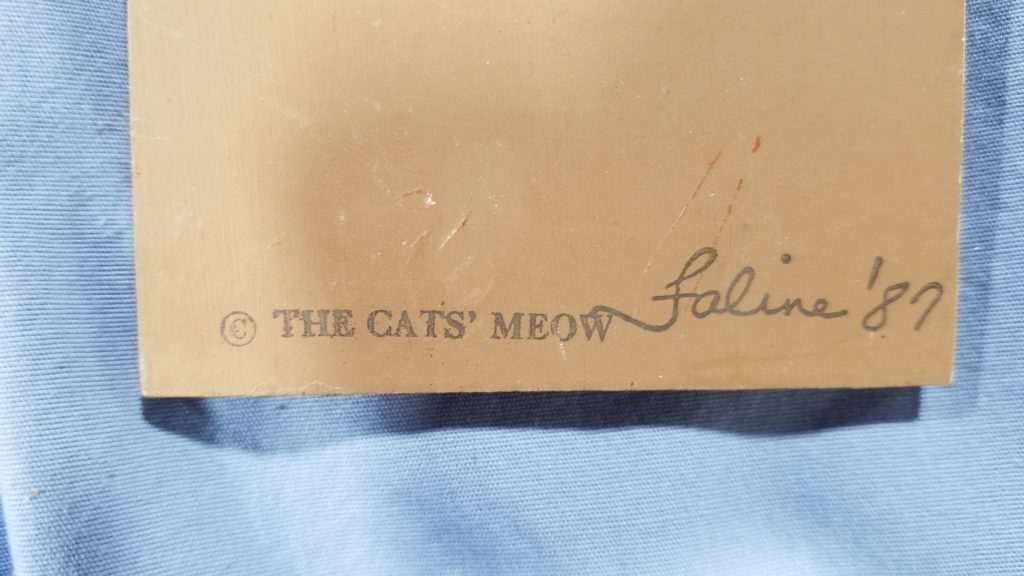 © THE CATS' MEOW Faline '87